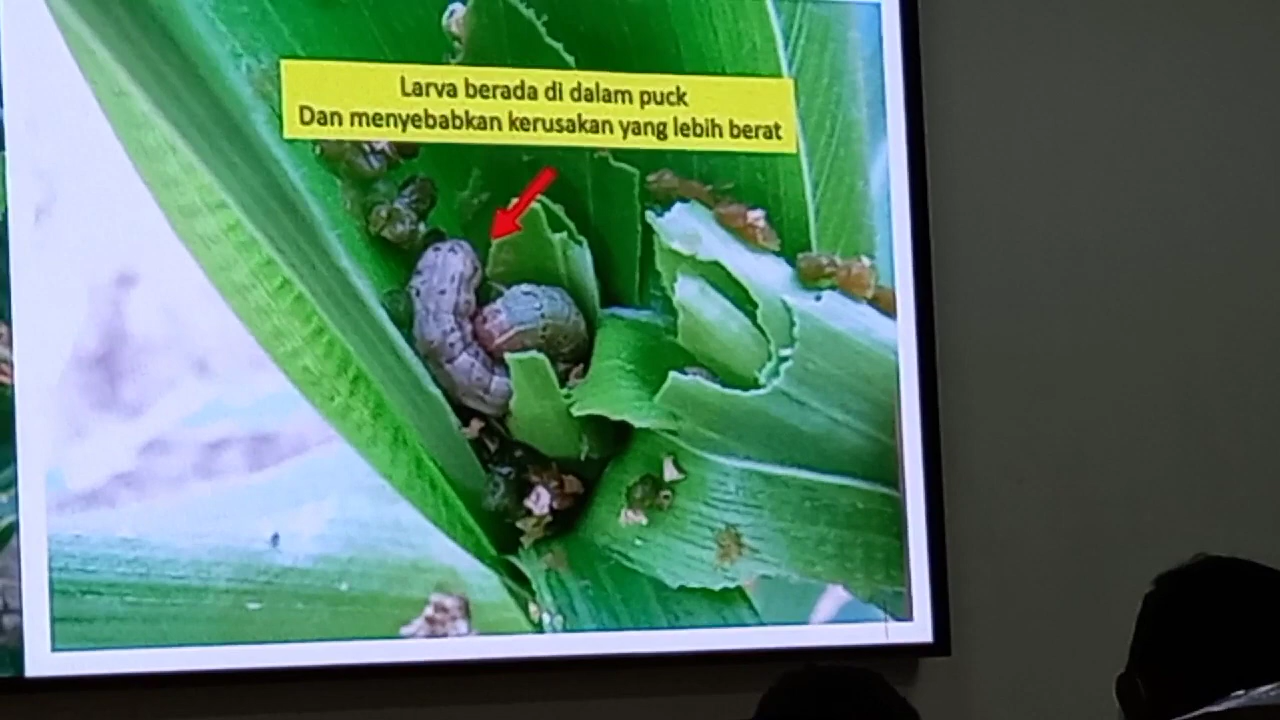 Larva berada di dalam puck
Dan menyebabkan kerusakan yang lebih berat